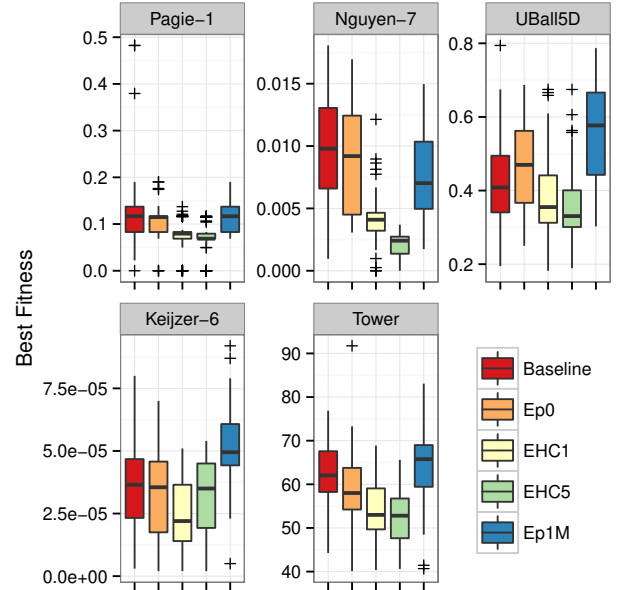 Pagie−1
Nguyen−7
UBall5D
0.5
0.4
0.3
0.2
0.1
0.0
0.015
0.010
0.005
0.000
0.8
0.6
0.4
0.2
Best Fitness
Keijzer−6
Tower
7.5e−05
5.0e−05
2.5e−05
0.0e+00
90
80
70
60
50
40
Baseline
Ep0
EHC1
EHC5
Ep1M